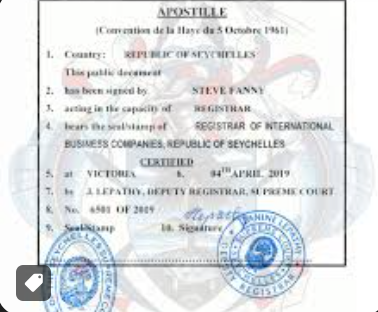 APOSTILLE
(Convention de la Haye du 5 Octobre 1961)
1. Country: REPUBLIC OF SEYCHELLES
This public document
2. has been signed by STEVE FANNY
3. acting in the capacity of REGISTRAR
4. bears the seal/stamp of REGISTRAR OF INTERNATIONAL
BUSINESS COMPANIES, REPUBLIC OF SEYCHELLES
CERTIFIED
5. at VICTORIA 6. 04TH APRIL 2019
7. by J. LEPATHY, DEPUTY REGISTRAR, SUPREME COURT
8. No. 6501 OF 2019
9. Seal/Stamp 10. Signature
SUPREME COURT
REGISTRAR